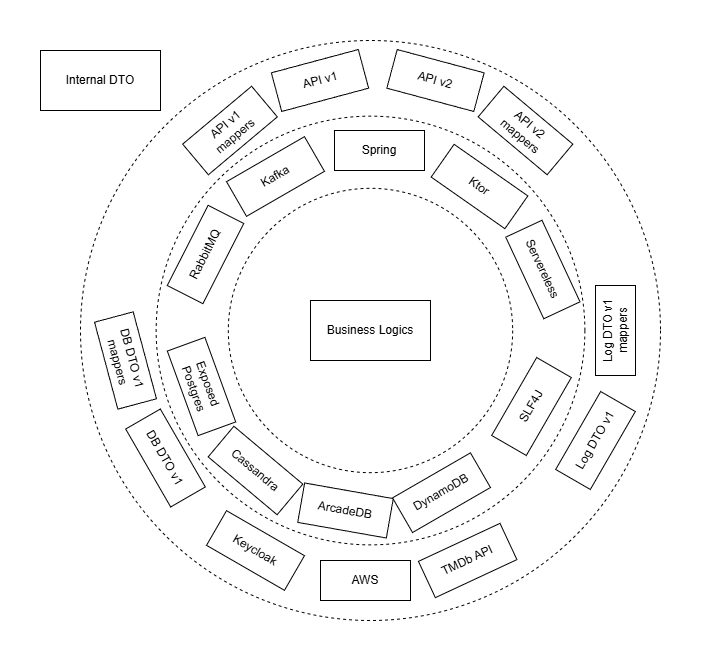 Internal DTO
API v1
API v2
API v1
mappers
API v2
mappers
Spring
Kafka
Ktor
RabbitMQ
Servereless
Business Logics
Log DTO v1
mappers
DB DTO v1
mappers
Exposed
Postgres
SLF4J
Log DTO v1
DB DTO v1
Cassandra
DynamoDB
ArcadeDB
Keycloak
AWS
TMDb API